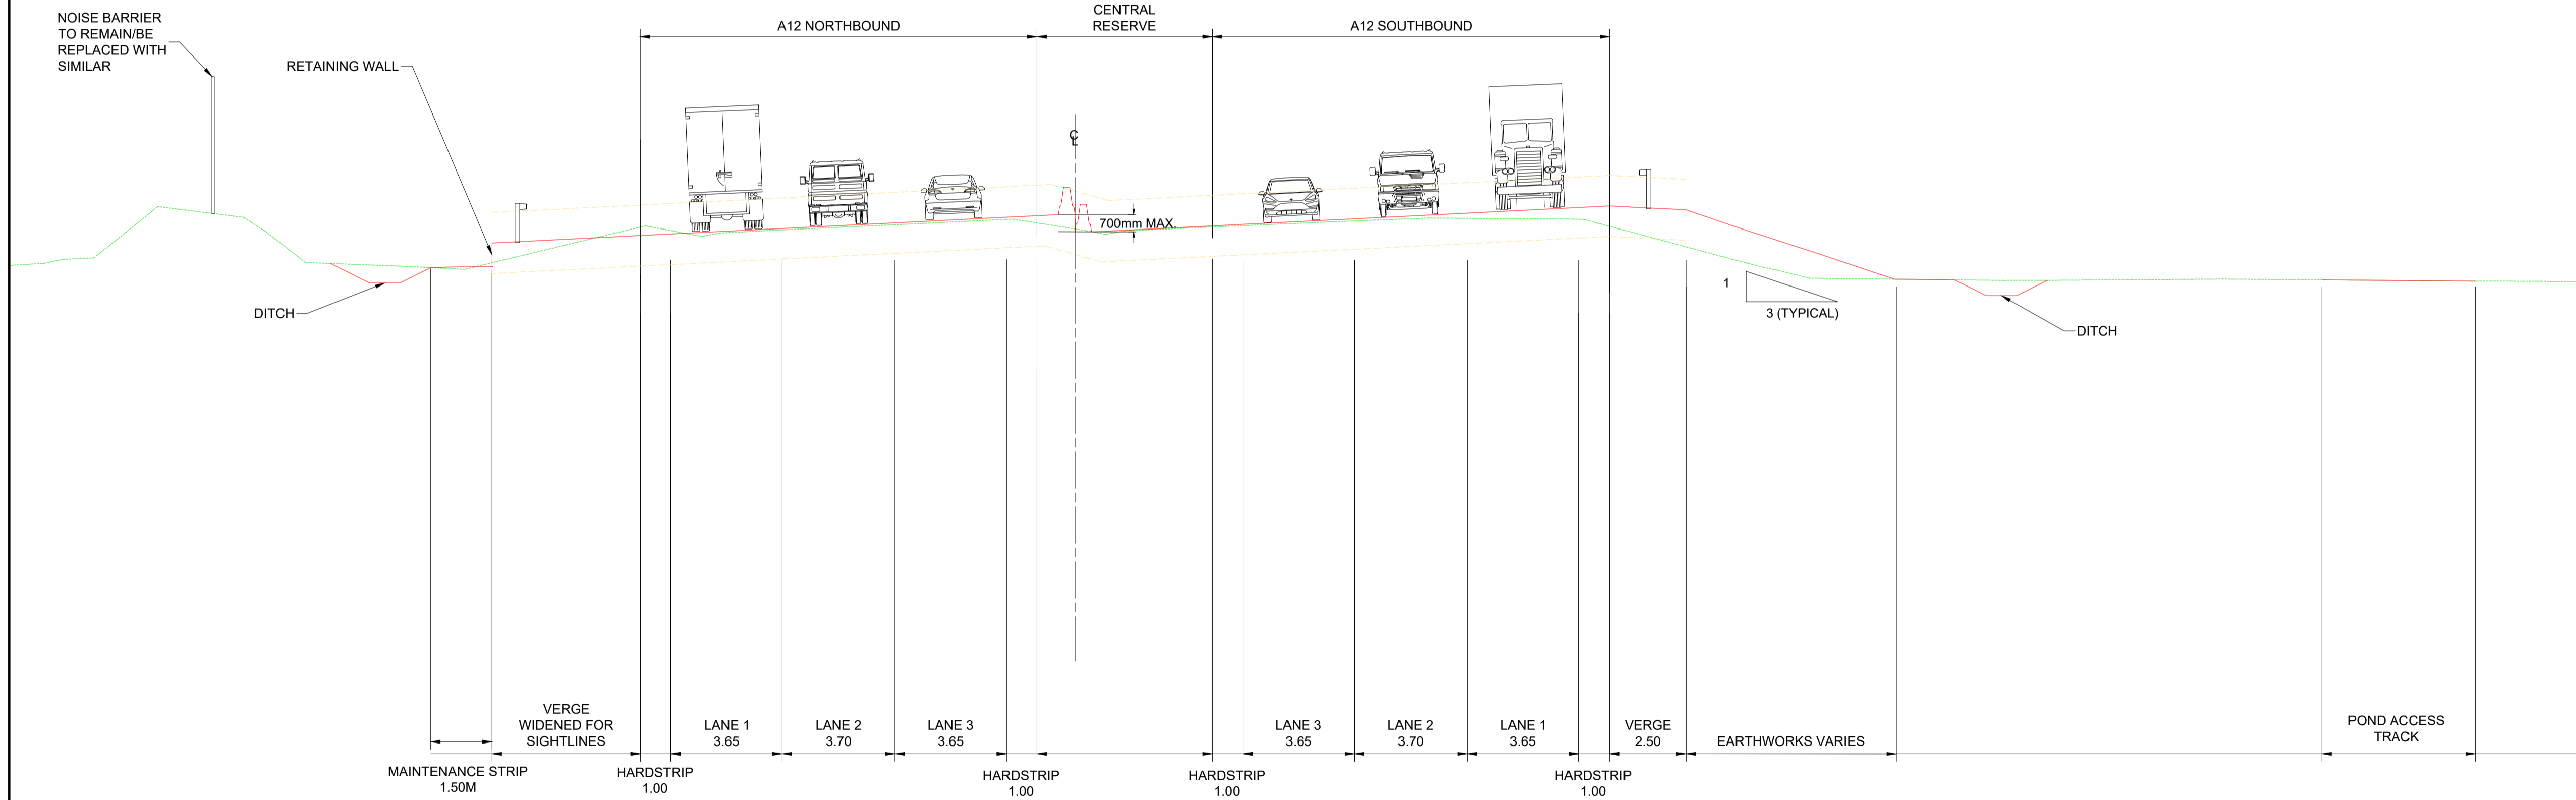 NOISE BARRIER
TO REMAIN/BE
REPLACED WITH
SIMILAR
RETAINING WALL
A12 NORTHBOUND
CENTRAL
RESERVE
A12 SOUTHBOUND
CL
700mm MAX.
DITCH
1
3 (TYPICAL)
DITCH
MAINTENANCE STRIP
1.50M
VERGE
WIDENED FOR
SIGHTLINES
HARDSTRIP
1.00
LANE 1
3.65
LANE 2
3.70
LANE 3
3.65
HARDSTRIP
1.00
HARDSTRIP
1.00
LANE 3
3.65
LANE 2
3.70
LANE 1
3.65
HARDSTRIP
1.00
VERGE
2.50
EARTHWORKS VARIES
POND ACCESS
TRACK